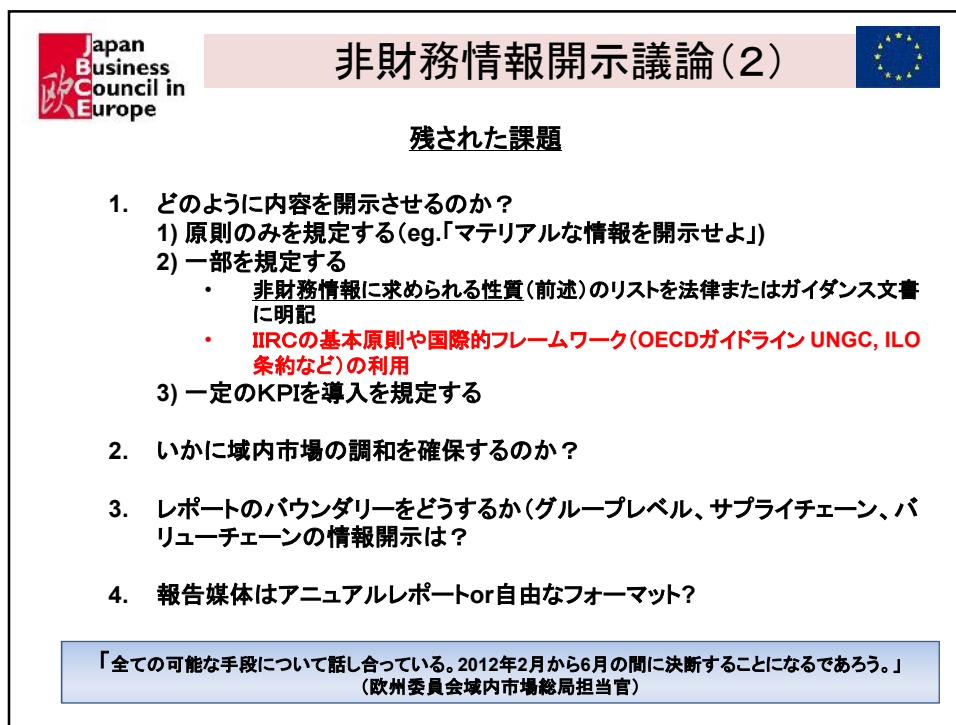 Japan
Business
Council in
Europe
欧
非財務情報開示議論(2)
残された課題
1. どのように内容を開示させるのか?
1) 原則のみを規定する(eg.「マテリアルな情報を開示せよ」)
2) 一部を規定する
• 非財務情報に求められる性質(前述)のリストを法律またはガイダンス文書
に明記
• IIRCの基本原則や国際的フレームワーク(OECDガイドライン UNGC, ILO
条約など)の利用
3) 一定のKPIを導入を規定する
2. いかに域内市場の調和を確保するのか?
3. レポートのバウンダリーをどうするか(グループレベル、サプライチェーン、バ
リューチェーンの情報開示は?
4. 報告媒体はアニュアルレポートor自由なフォーマット?
「全ての可能な手段について話し合っている。2012年2月から6月の間に決断することになるであろう。」
(欧州委員会域内市場総局担当官)